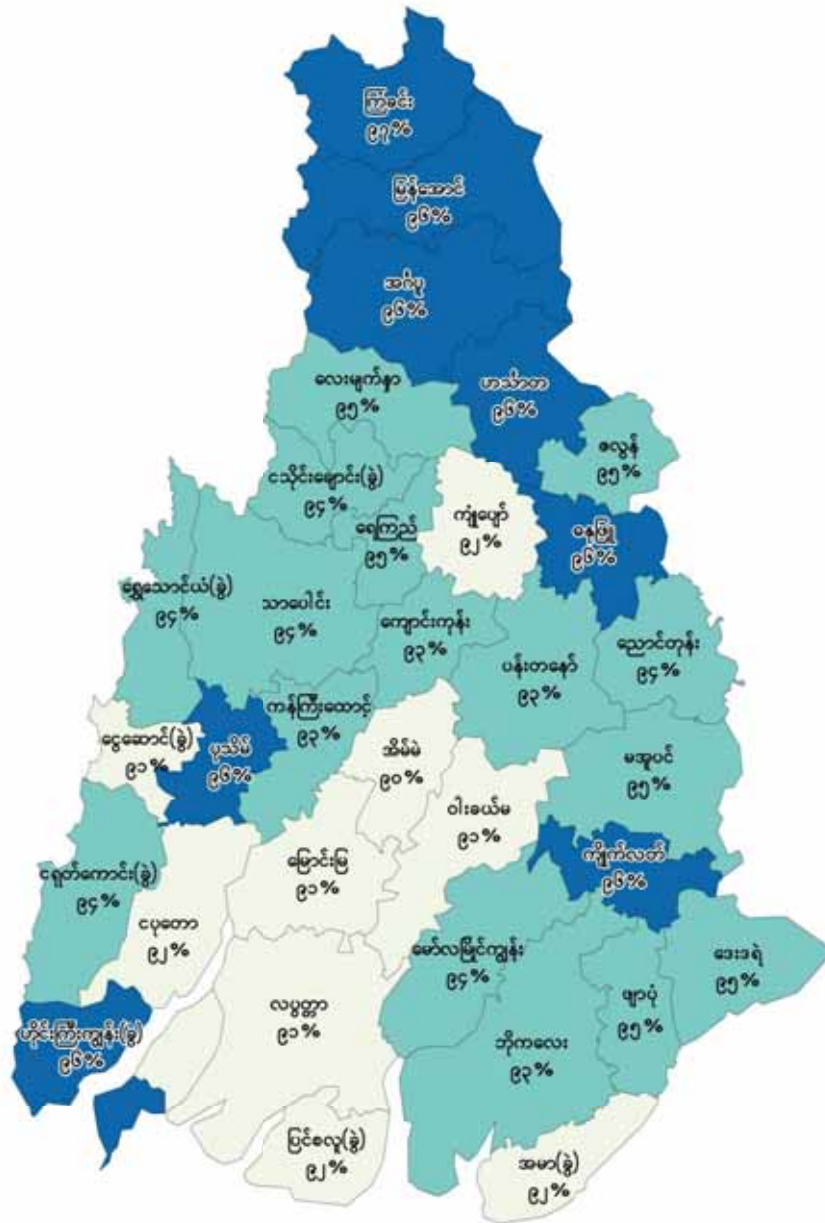 ကြံခင်း
၉၇%
မြန်အောင်
၉၆%
အင်္ဂပူ
၉၆%
လေးမျက်နှာ
၉၅%
ဟင်္သာတ
၉၆%
ဇလွန်
၉၅%
ငသိုင်းချောင်း(ခွဲ)
၉၄%
ရေကြည်
၉၅%
ကျုံပျော်
၉၂%
ဓနုဖြူ
၉၆%
ရွှေသောင်ယံ(ခွဲ)
၉၄%
သာပေါင်း
၉၄%
ကျောင်းကုန်း
၉၃%
ပန်းတနော်
၉၃%
ညောင်တုန်း
၉၄%
ငွေဆောင်(ခွဲ)
၉၁%
ပုသိမ်
၉၆%
ကန်ကြီးထောင့်
၉၃%
အိမ်မဲ
၉၀%
ဝါးခယ်မ
၉၁%
မအူပင်
၉၅%
ငရုတ်ကောင်း(ခွဲ)
၉၄%
ငပုတော
၉၂%
မြောင်းမြ
၉၁%
ကျိုက်လတ်
၉၆%
မော်လမြိုင်ကျွန်း
၉၄%
ဒေးဒရဲ
၉၅%
ဖျာပုံ
၉၅%
ဟိုင်းကြီးကျွန်း(ခွဲ)
၉၆%
လပွတ္တာ
၉၁%
ဘိုကလေး
၉၃%
ပြင်စလူ(ခွဲ)
၉၂%
အမာ(ခွဲ)
၉၂%